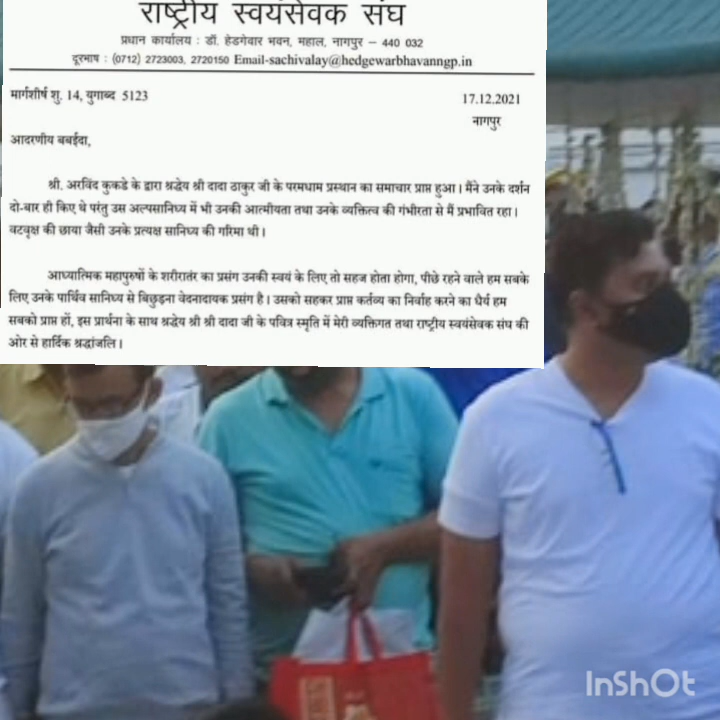 राष्ट्रीय स्वयंसेवक संघ
प्रधान कार्यालय : डॉ. हेडगेवार भवन, महाल, नागपुर – 440 032
दूरभाष : (0712) 2723003, 2720150 Email-sachivalay@hedgewarbhavanngp.in
मार्गशीर्ष शु. 14, युगाब्द 5123
17.12.2021
नागपुर
आदरणीय बबईदा,
श्री. अरविंद कुकडे के द्वारा श्रद्धेय श्री दादा ठाकुर जी के परमधाम प्रस्थान का समाचार प्राप्त हुआ। मैंने उनके दर्शन
दो-बार ही किए थे परंतु उस अल्पसानिध्य में भी उनकी आत्मीयता तथा उनके व्यक्तित्व की गंभीरता से मैं प्रभावित रहा।
वटवृक्ष की छाया जैसी उनके प्रत्यक्ष सानिध्य की गरिमा थी।
आध्यात्मिक महापुरुषों के शरीरातंर का प्रसंग उनकी स्वयं के लिए तो सहज होता होगा, पीछे रहने वाले हम सबके
लिए उनके पार्थिव सानिध्य से बिछुड़ना वेदनादायक प्रसंग है। उसको सहकर प्राप्त कर्तव्य का निर्वाह करने का धैर्य हम
सबको प्राप्त हों, इस प्रार्थना के साथ श्रद्धेय श्री श्री दादा जी के पवित्र स्मृति में मेरी व्यक्तिगत तथा राष्ट्रीय स्वयंसेवक संघ की
ओर से हार्दिक श्रद्धांजलि।
InShOt